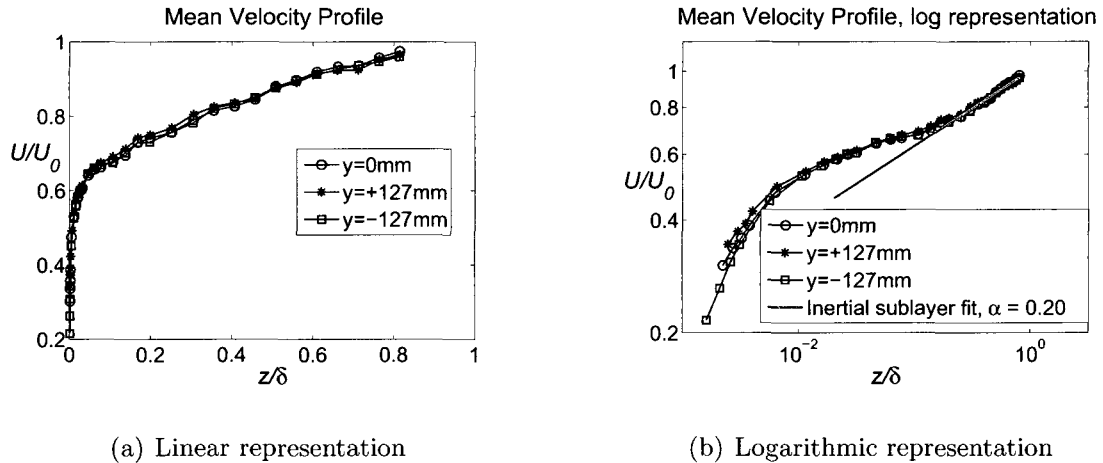 Mean Velocity Profile
1
0.8
U/U₀
0.6
0.4
0.2
0
0.2
0.4
0.6
0.8
1
z/δ
y=0mm
y=+127mm
y=−127mm
(a) Linear representation
Mean Velocity Profile, log representation
1
0.8
0.6
U/U₀
0.4
0.2
10⁻²
10⁰
z/δ
y=0mm
y=+127mm
y=−127mm
Inertial sublayer fit, α = 0.20
(b) Logarithmic representation